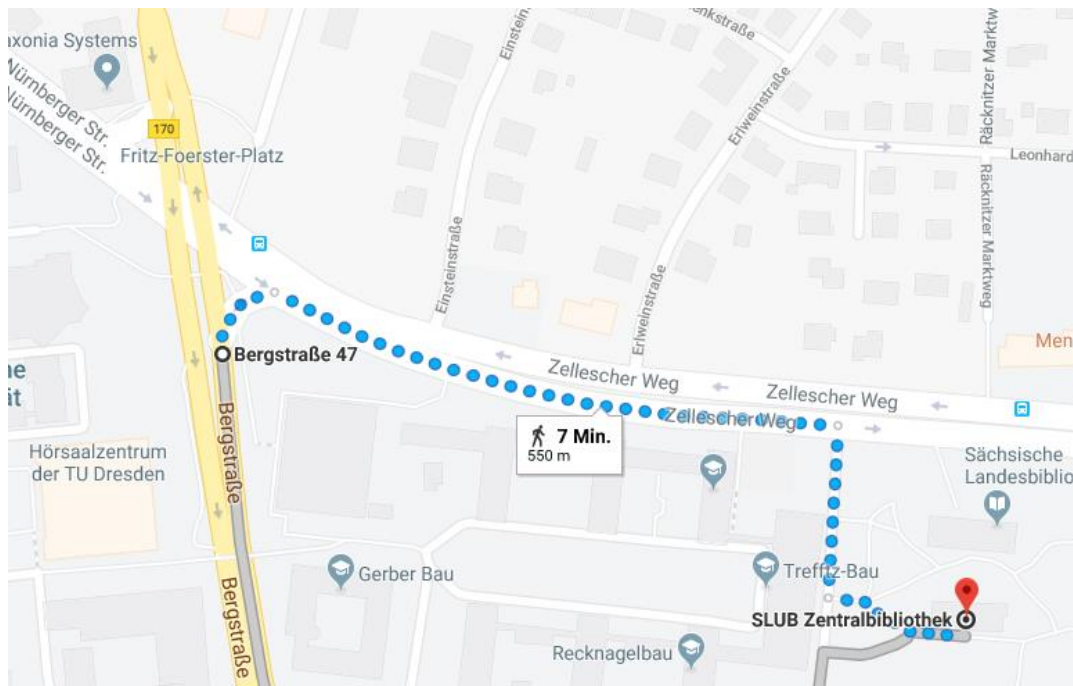 axonia Systems
Nürnberger Str.
Nürnberger Str.
170
Fritz-Foerster-Platz
Einsteinstraße
Erlweinstraße
Räcknitzer Marktw
Leonhard
Räcknitzer Marktweg
Einsteinstraße
Erlweinstraße
Bergstraße 47
Zellescher Weg
Zellescher Weg
Zellescher Weg
Men
7 Min.
550 m
Bergstraße
Hörsaalzentrum
der TU Dresden
Sächsische
Landesbiblio
Gerber Bau
Trefftz-Bau
Bergstraße
SLUB Zentralbibliothek
Recknagelbau